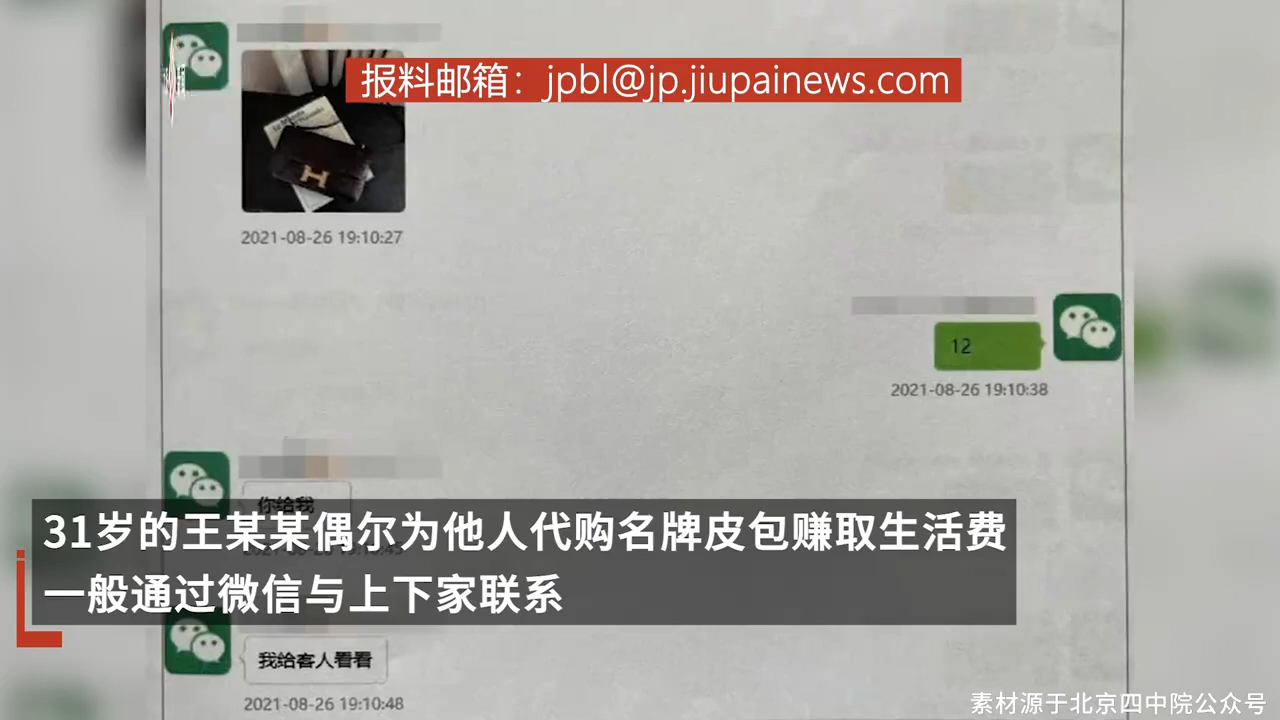 报料邮箱：jpbl@jp.jiupainews.com
H
2021-08-26 19:10:27
12
2021-08-26 19:10:38
你给我
31岁的王某某偶尔为他人代购名牌皮包赚取生活费
一般通过微信与上下家联系
我给客人看看
2021-08-26 19:10:48
素材源于北京四中院公众号